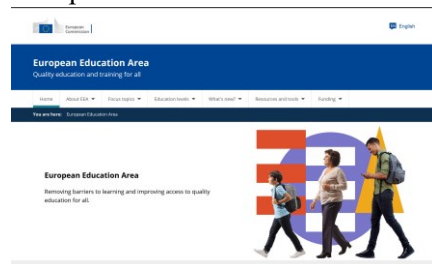 European
Commission
English
European Education Area
Quality education and training for all
Home About EEA Focus topics Education levels What's new? Resources and tools Funding
You are here: European Education Area
European Education Area
Removing barriers to learning and improving access to quality
education for all.